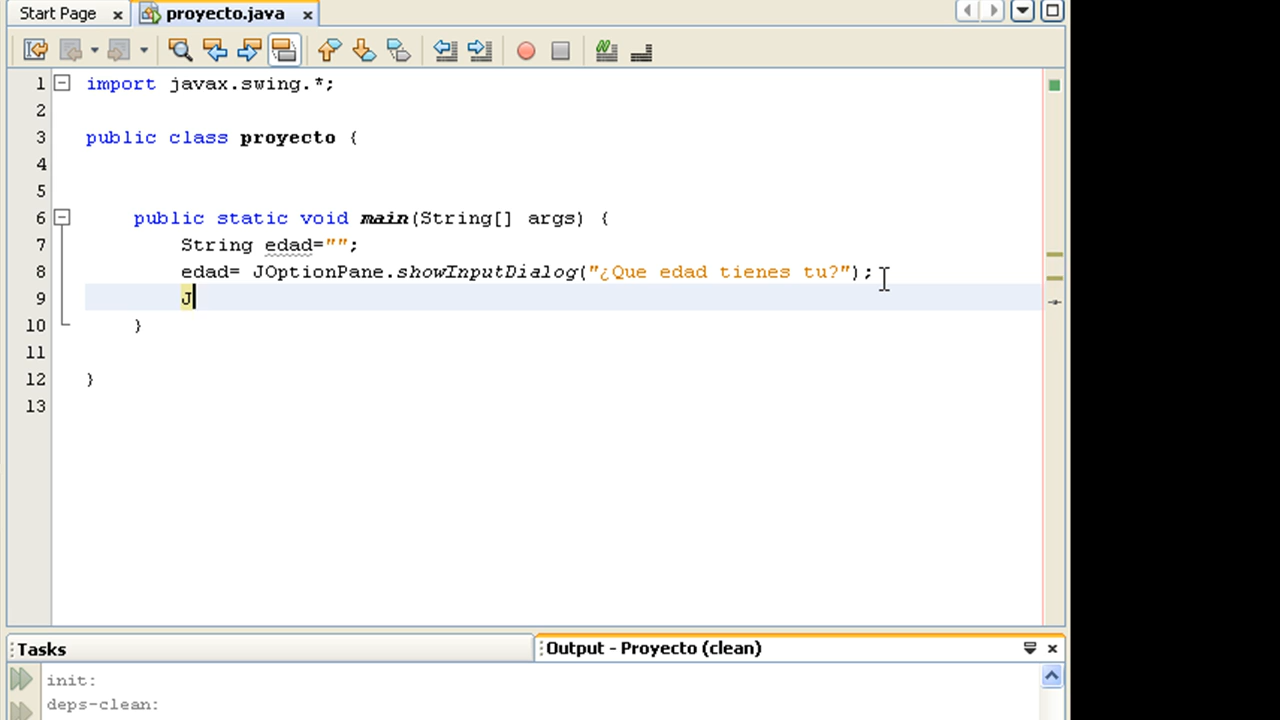 Start Page x proyecto.java x
1 import javax.swing.*;
2
3 public class proyecto {
4
5
6 public static void main(String[] args) {
7 String edad="";
8 edad= JOptionPane.showInputDialog("¿Que edad tienes tu?");
9 J
10 }
11
12 }
13
Tasks Output - Proyecto (clean) x
init:
deps-clean: